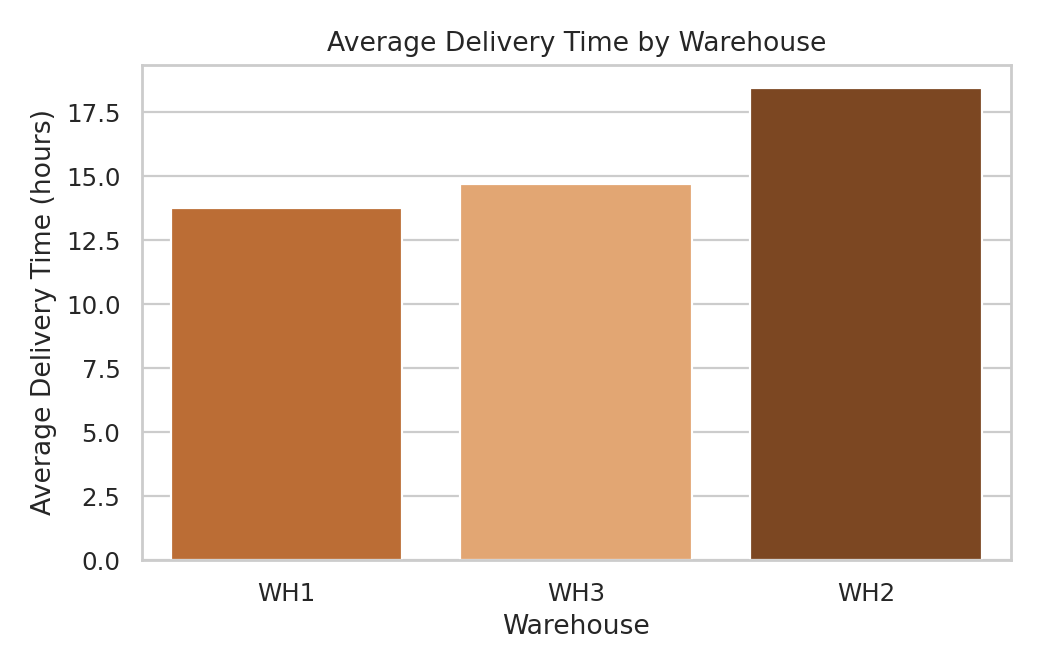 Average Delivery Time by Warehouse
Average Delivery Time (hours)
17.5
15.0
12.5
10.0
7.5
5.0
2.5
0.0
WH1 WH3 WH2
Warehouse